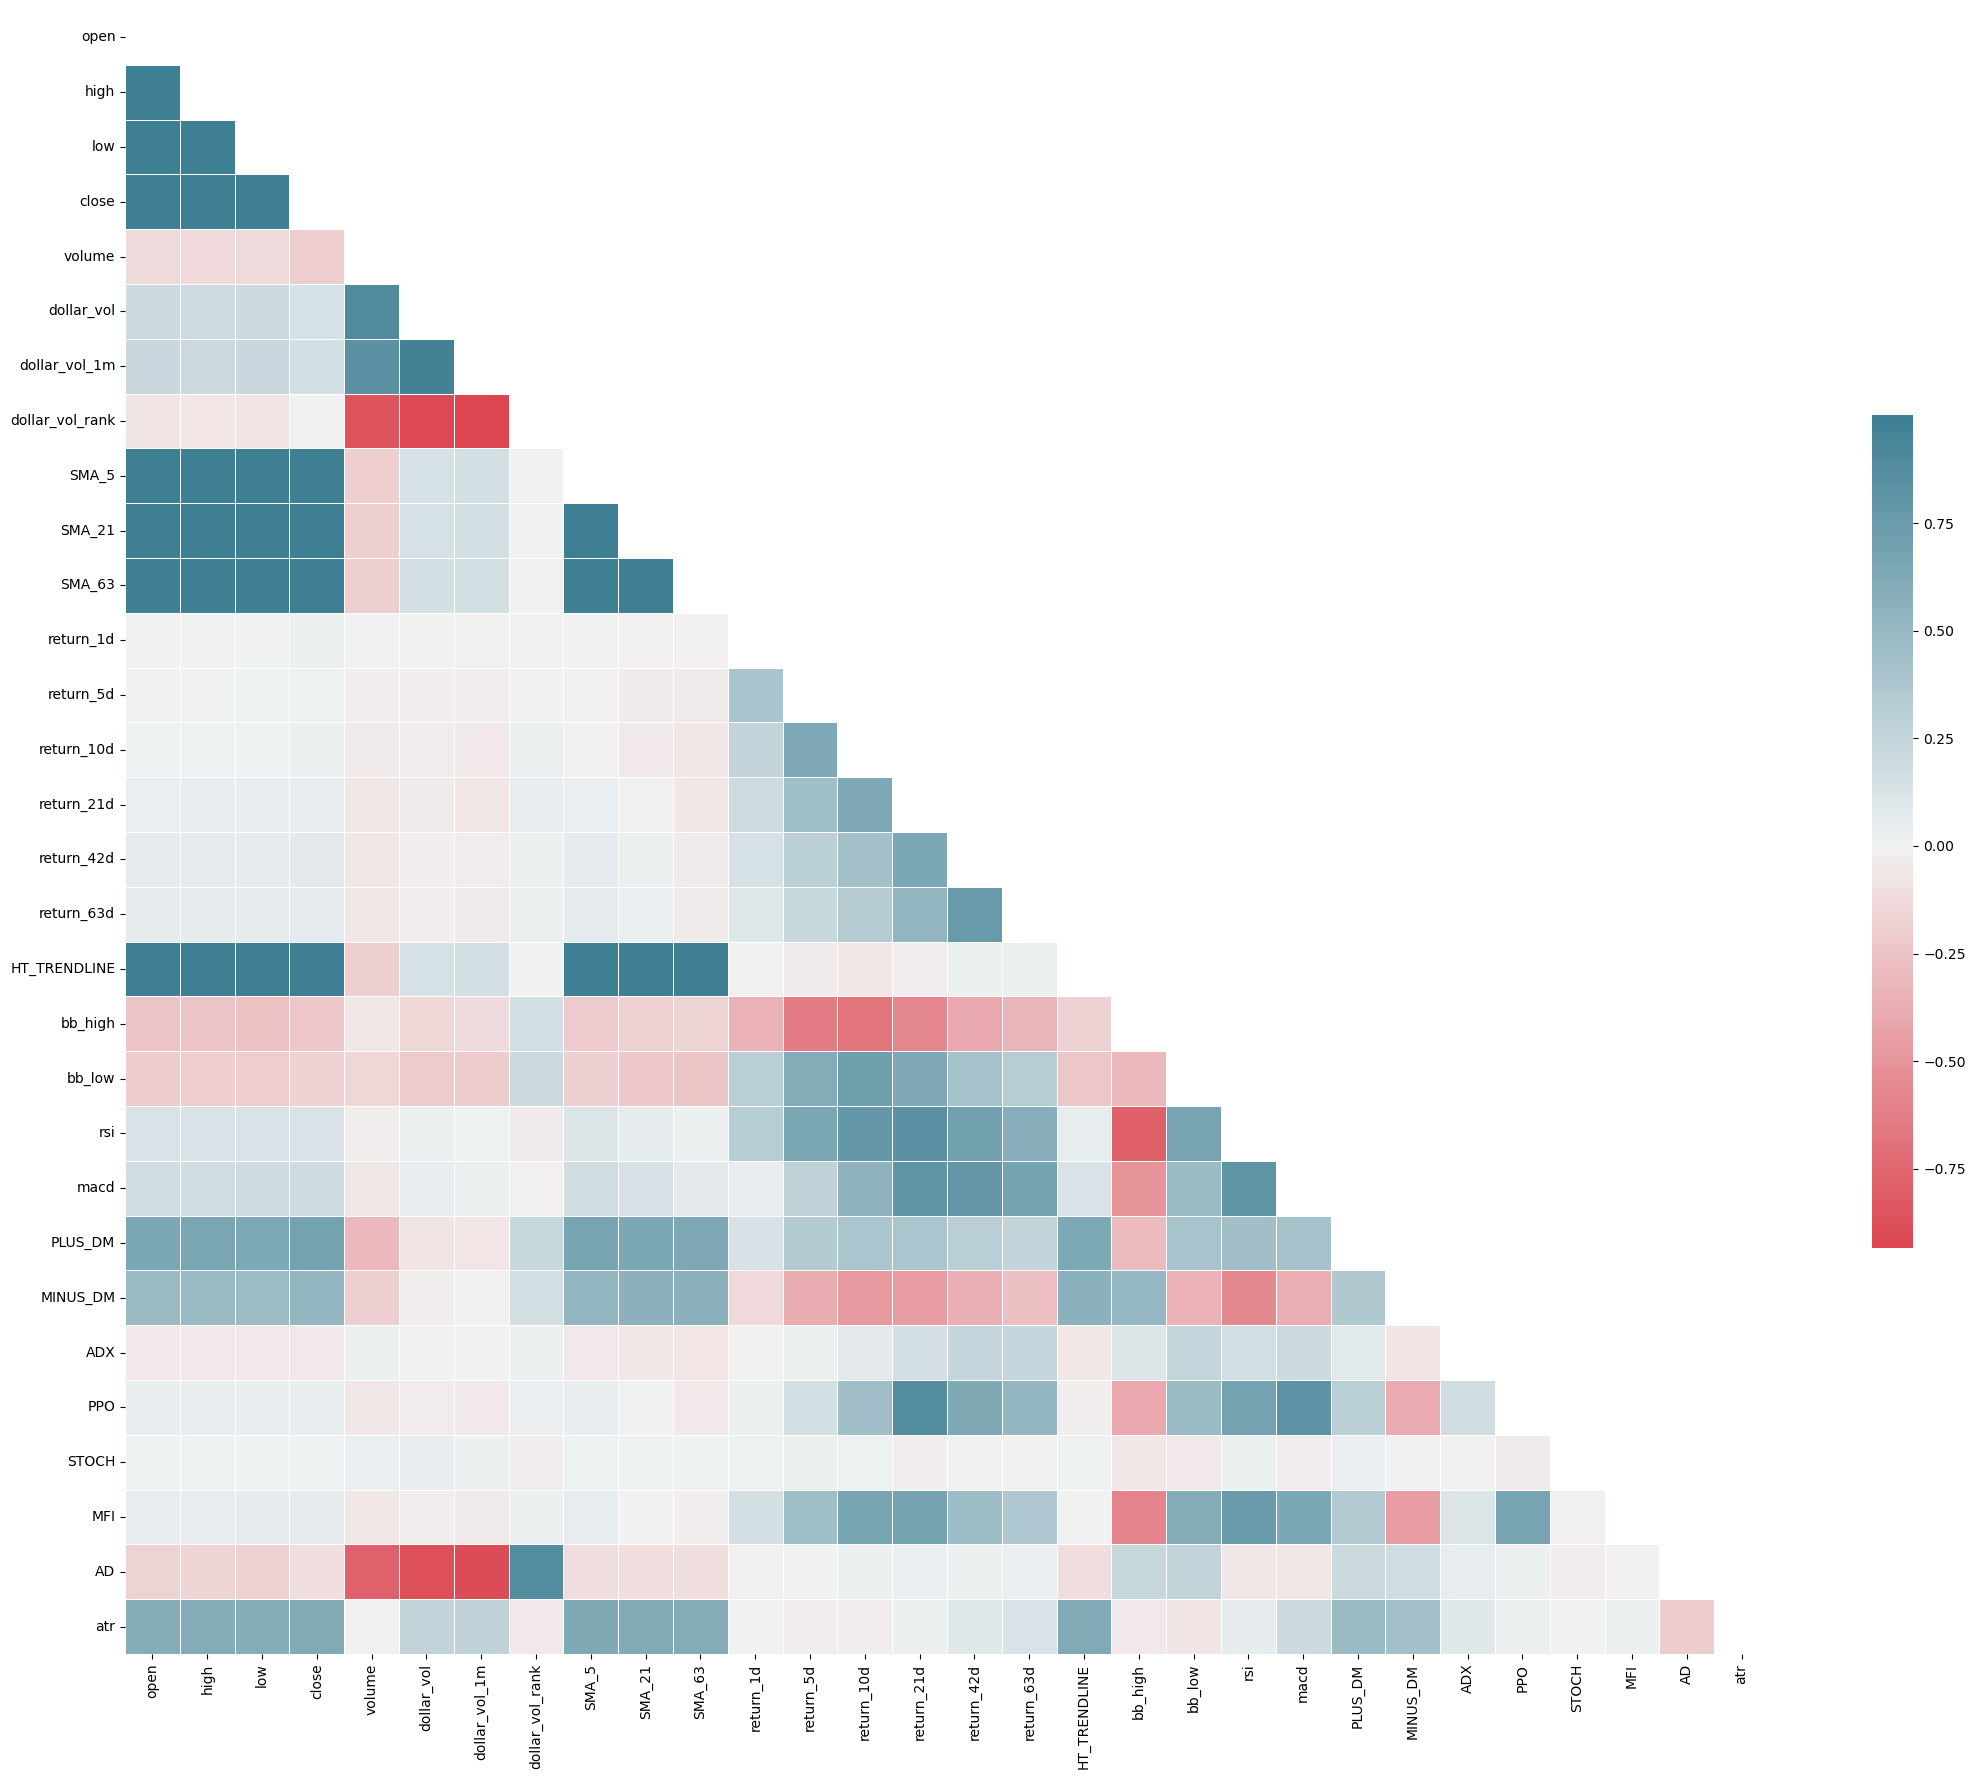 open
high
low
close
volume
dollar_vol
dollar_vol_1m
dollar_vol_rank
SMA_5
SMA_21
SMA_63
return_1d
return_5d
return_10d
return_21d
return_42d
return_63d
HT_TRENDLINE
bb_high
bb_low
rsi
macd
PLUS_DM
MINUS_DM
ADX
PPO
STOCH
MFI
AD
atr
open
high
low
close
volume
dollar_vol
dollar_vol_1m
dollar_vol_rank
SMA_5
SMA_21
SMA_63
return_1d
return_5d
return_10d
return_21d
return_42d
return_63d
HT_TRENDLINE
bb_high
bb_low
rsi
macd
PLUS_DM
MINUS_DM
ADX
PPO
STOCH
MFI
AD
atr
0.75
0.50
0.25
0.00
−0.25
−0.50
−0.75